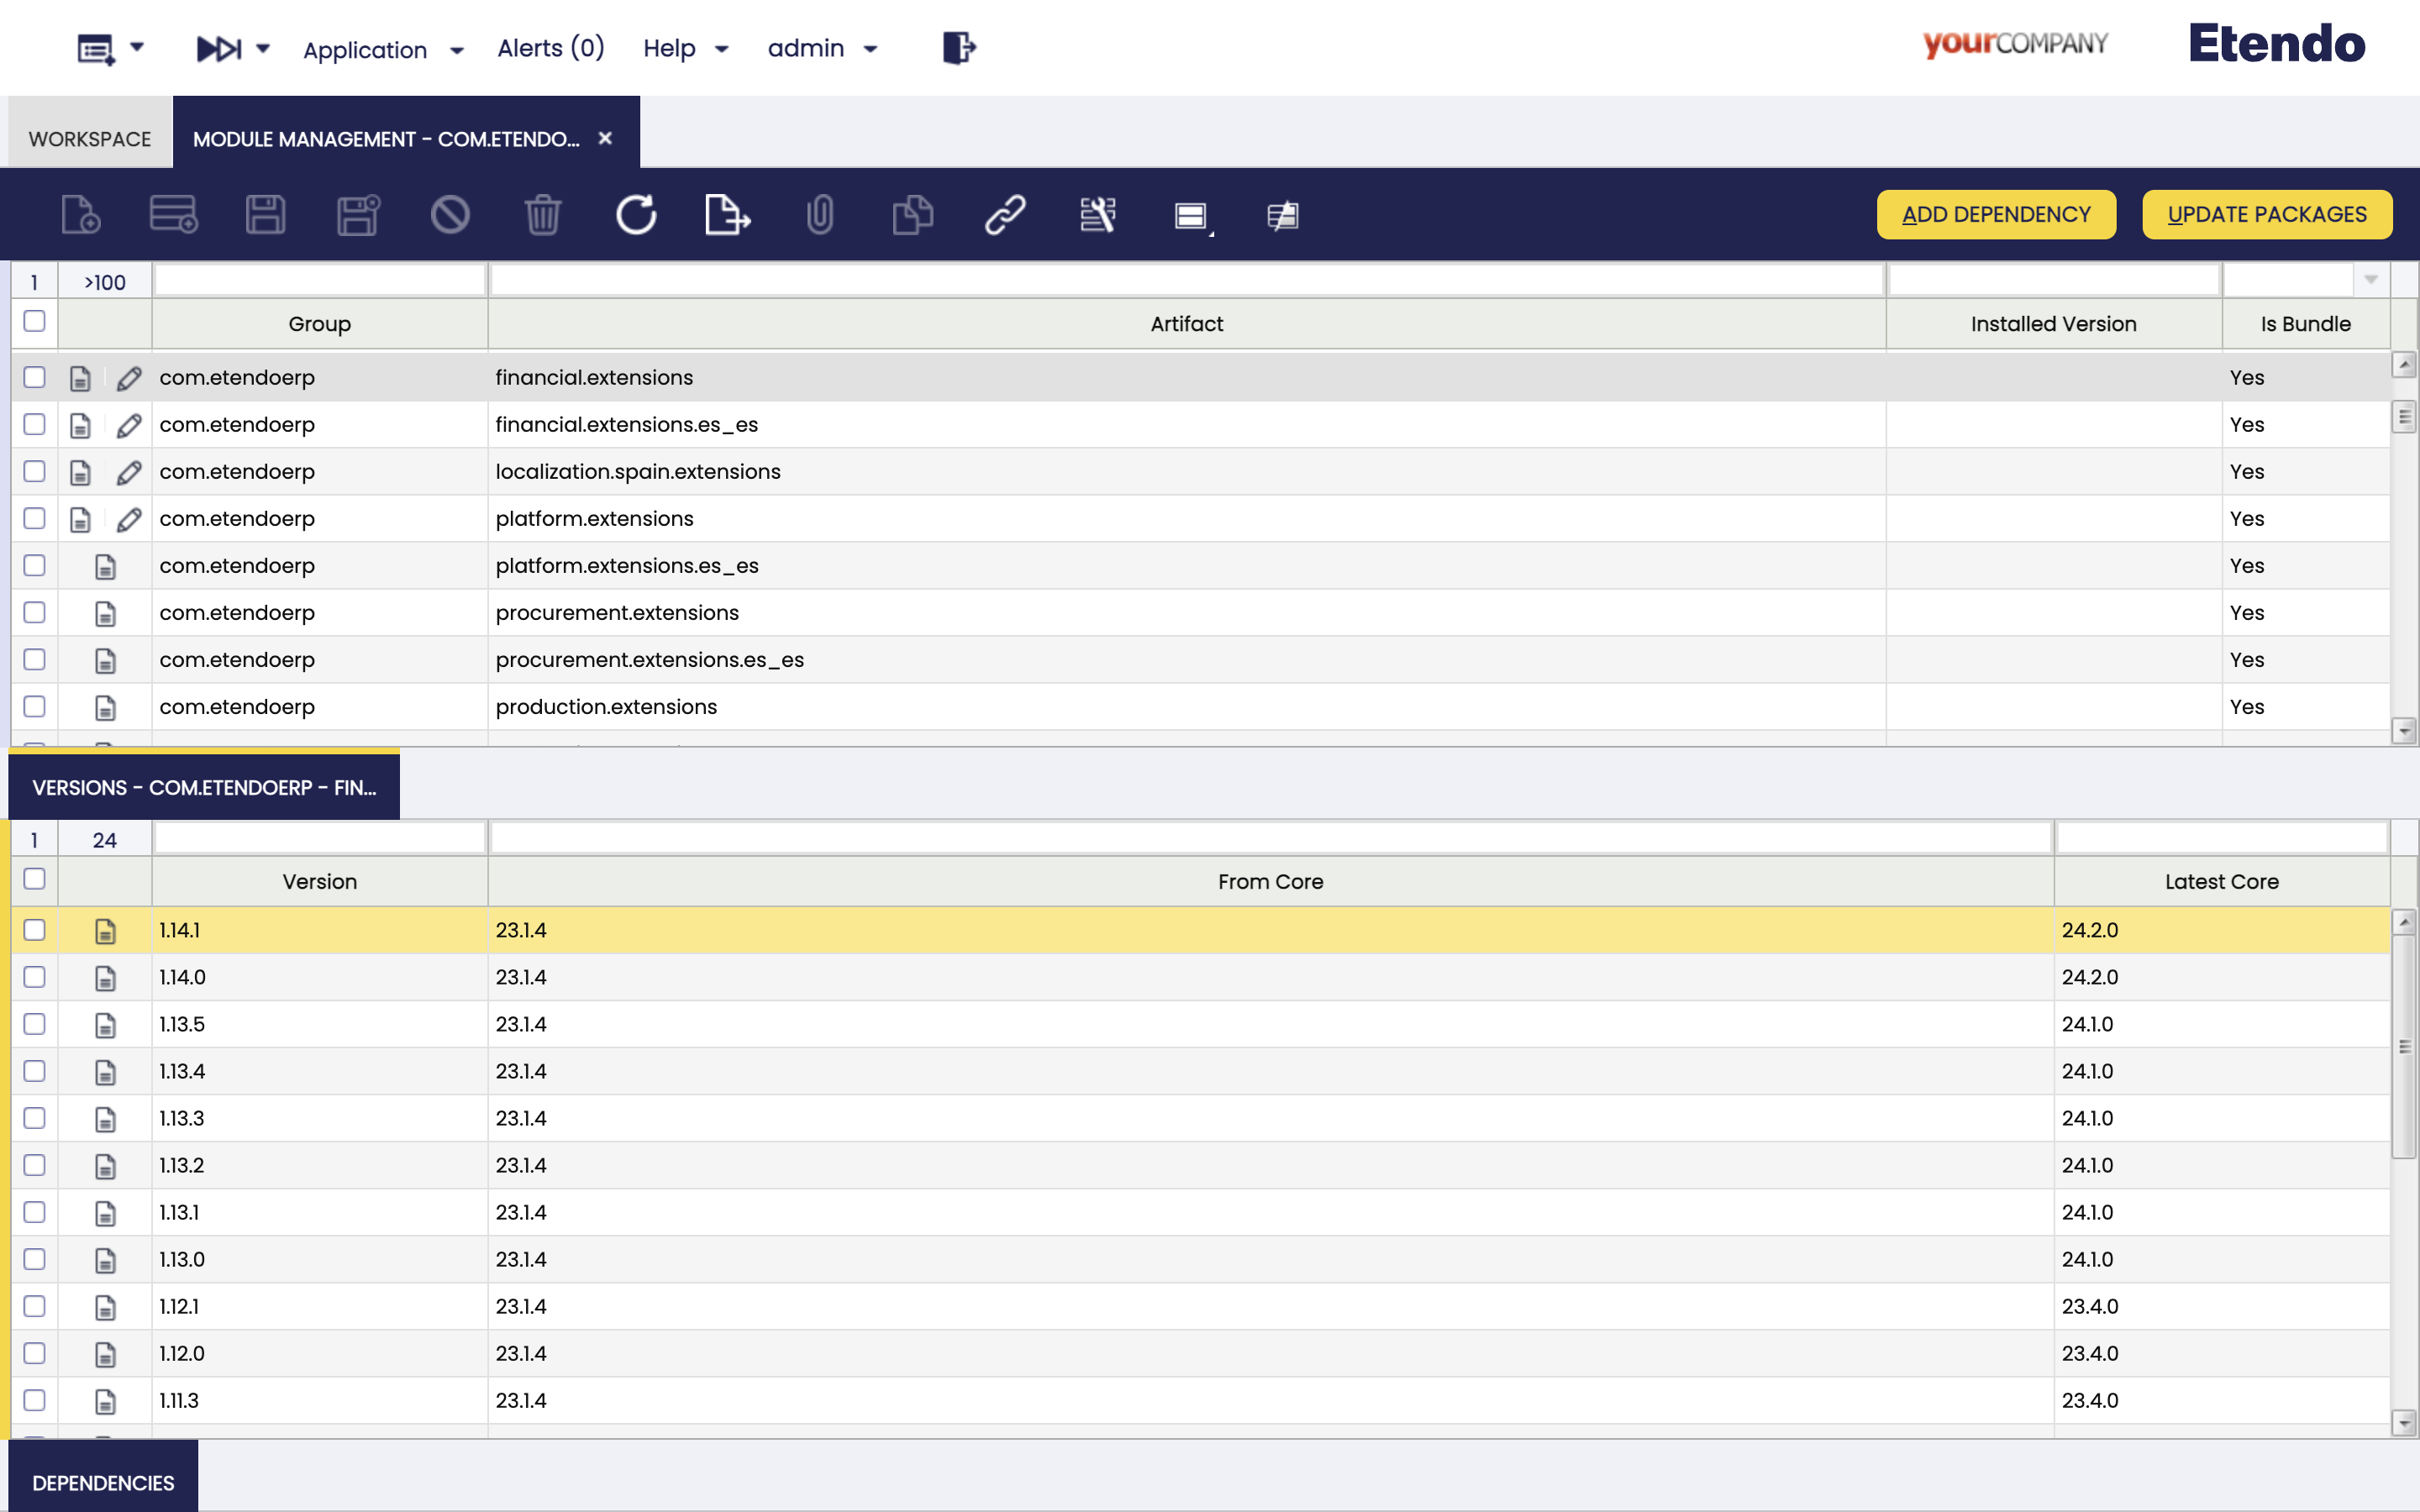 Application Alerts (0) Help admin yourCOMPANY Etendo
WORKSPACE MODULE MANAGEMENT - COM.ETENDO...
ADD DEPENDENCY UPDATE PACKAGES
1 >100
Group Artifact Installed Version Is Bundle
com.etendoerp financial.extensions Yes
com.etendoerp financial.extensions.es_es Yes
com.etendoerp localization.spain.extensions Yes
com.etendoerp platform.extensions Yes
com.etendoerp platform.extensions.es_es Yes
com.etendoerp procurement.extensions Yes
com.etendoerp procurement.extensions.es_es Yes
com.etendoerp production.extensions Yes
VERSIONS - COM.ETENDOERP - FIN...
1 24
Version From Core Latest Core
1.14.1 23.1.4 24.2.0
1.14.0 23.1.4 24.2.0
1.13.5 23.1.4 24.1.0
1.13.4 23.1.4 24.1.0
1.13.3 23.1.4 24.1.0
1.13.2 23.1.4 24.1.0
1.13.1 23.1.4 24.1.0
1.13.0 23.1.4 24.1.0
1.12.1 23.1.4 23.4.0
1.12.0 23.1.4 23.4.0
1.11.3 23.1.4 23.4.0
DEPENDENCIES